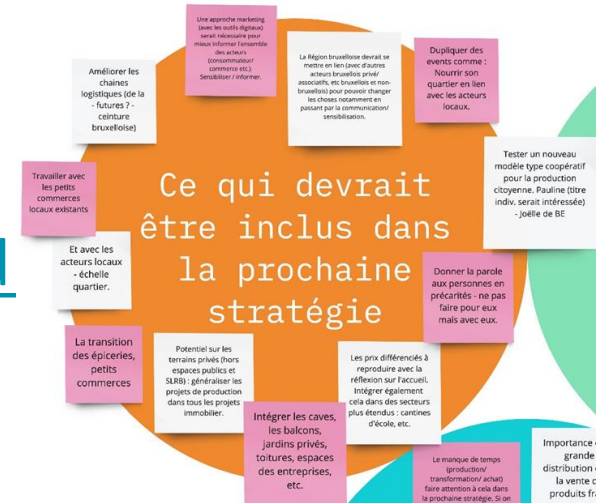 Une approche marketing
(avec les outils digitaux)
serait nécessaire pour
mieux informer l'ensemble
des acteurs
(consommateur/
commerce etc.).
Sensibiliser / informer.
La Région bruxelloise devrait se
mettre en lien (avec d'autres
acteurs bruxellois privé/
associatifs, etc bruxellois et non-
bruxellois) pour pouvoir changer
les choses notamment en
passant par la communication/
sensibilisation.
Dupliquer des
events comme :
Nourrir son
quartier en lien
avec les acteurs
locaux.
Améliorer les
chaines
logistiques (de la
- futures ? -
ceinture
bruxelloise)
Tester un nouveau
modèle type coopératif
pour la production
citoyenne. Pauline (titre
indiv. serait intéressée)
- Joëlle de BE
Travailler avec
les petits
commerces
locaux existants
Ce qui devrait
être inclus dans
la prochaine
stratégie
Et avec les
acteurs locaux
- échelle
quartier.
Donner la parole
aux personnes en
précarités - ne pas
faire pour eux
mais avec eux.
La transition
des épiceries,
petits
commerces
Potentiel sur les
terrains privés (hors
espaces publics et
SLRB) : généraliser les
projets de production
dans tous les projets
immobilier.
Les prix différenciés à
reproduire avec la
réflexion sur l'accueil.
Intégrer également
cela dans des secteurs
plus étendus : cantines
d'école, etc.
Intégrer les caves,
les balcons,
jardins privés,
toitures, espaces
des entreprises,
etc.
Le manque de temps
(production/
transformation/ achat)
faire attention à cela dans
la prochaine stratégie. Si on
Importance
grande
distribution
la vente
produits